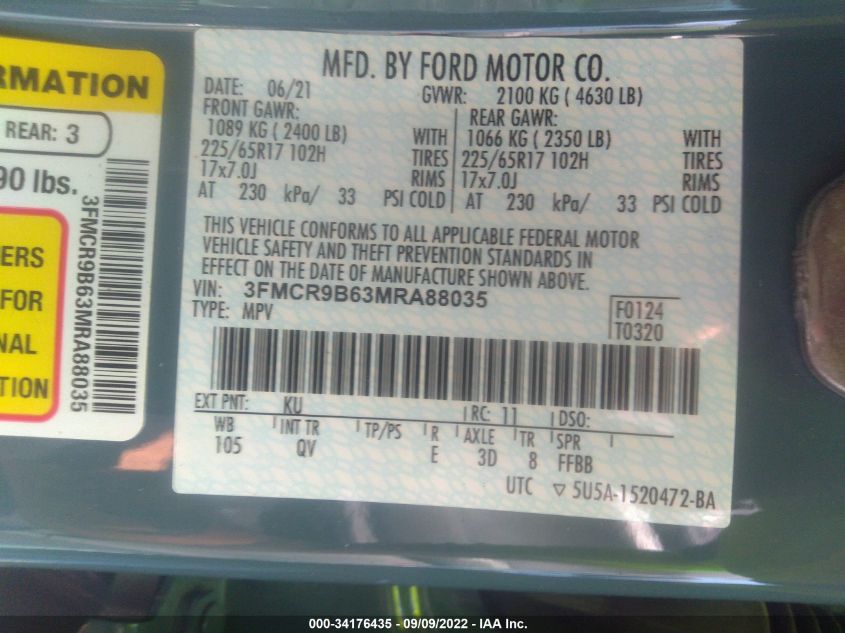 RMATION
REAR: 3
90 lbs.
ERS
FOR
NAL
TION
3FMCR9B63MRA88035
MFD. BY FORD MOTOR CO.
DATE: 06/21 GVWR: 2100 KG ( 4630 LB)
FRONT GAWR: REAR GAWR:
1089 KG ( 2400 LB) WITH 1066 KG ( 2350 LB) WITH
225/65R17 102H TIRES 225/65R17 102H TIRES
17x7.0J RIMS 17x7.0J RIMS
AT 230 kPa/ 33 PSI COLD AT 230 kPa/ 33 PSI COLD
THIS VEHICLE CONFORMS TO ALL APPLICABLE FEDERAL MOTOR
VEHICLE SAFETY AND THEFT PREVENTION STANDARDS IN
EFFECT ON THE DATE OF MANUFACTURE SHOWN ABOVE.
VIN: 3FMCR9B63MRA88035
TYPE: MPV
F0124
T0320
EXT PNT: KU RC: 11 DSO:
WB INT TR TP/PS R AXLE TR SPR
105 QV E 3D 8 FFBB
UTC ▽ 5U5A-1520472-BA
000-34176435 - 09/09/2022 - IAA Inc.